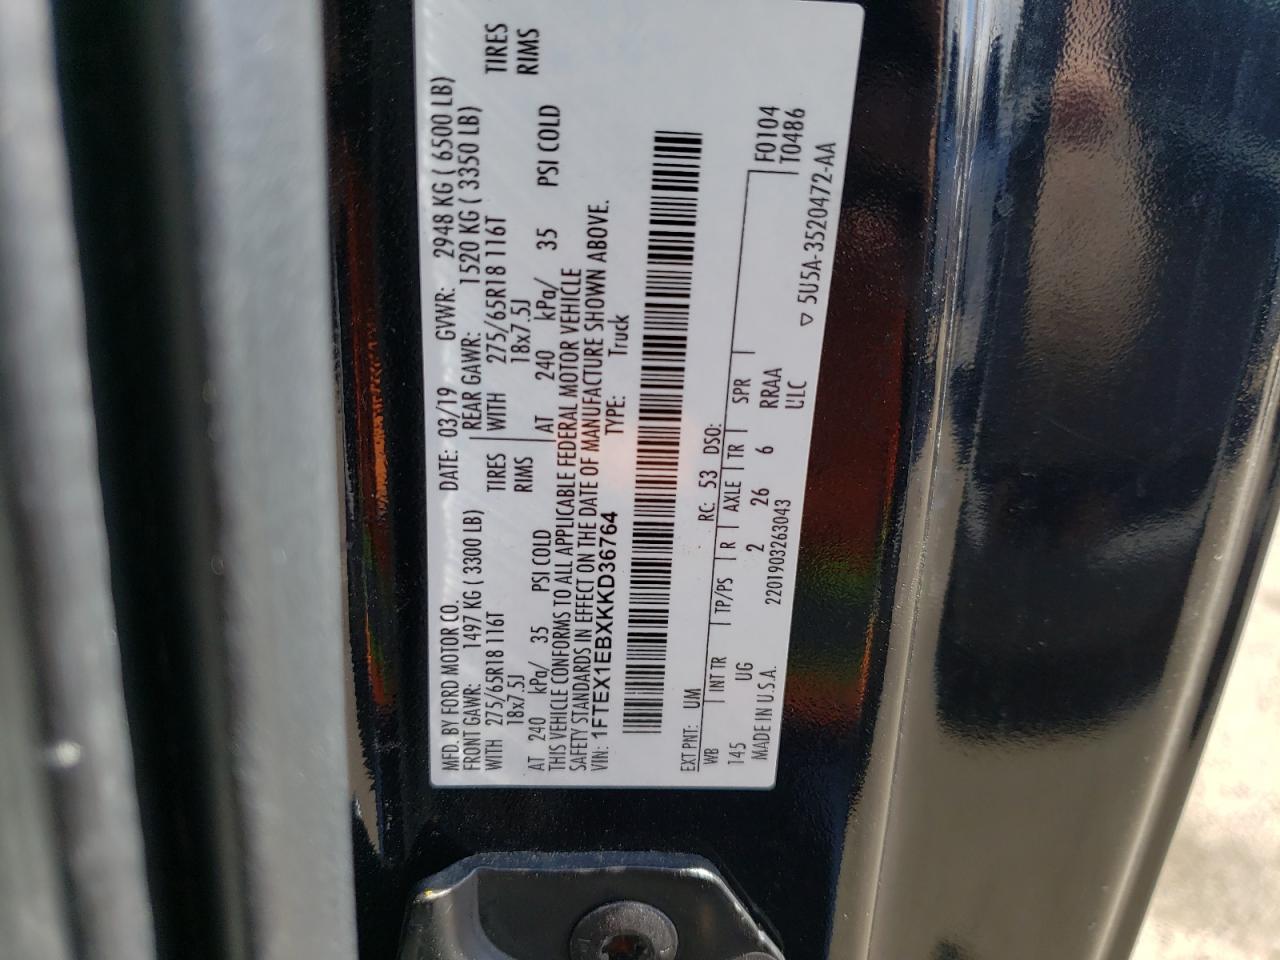 MFD. BY FORD MOTOR CO.
DATE: 03/19 GVWR: 2948 KG ( 6500 LB)
FRONT GAWR: 1497 KG ( 3300 LB) REAR GAWR: 1520 KG ( 3350 LB)
WITH 275/65R18 116T TIRES WITH 275/65R18 116T TIRES
18x7.5J RIMS 18x7.5J RIMS
AT 240 kPa/ 35 PSI COLD AT 240 kPa/ 35 PSI COLD
THIS VEHICLE CONFORMS TO ALL APPLICABLE FEDERAL MOTOR VEHICLE
SAFETY STANDARDS IN EFFECT ON THE DATE OF MANUFACTURE SHOWN ABOVE.
VIN: 1FTEX1EBXKKD36764 TYPE: Truck
EXT PNT: UM RC: 53 DSO: F0104
WB INT TR TP/PS R AXLE TR SPR T0486
145 UG 2 26 6 RRAA
MADE IN U.S.A. 2201903263043 ULC
▽ 5U5A-3520472-AA